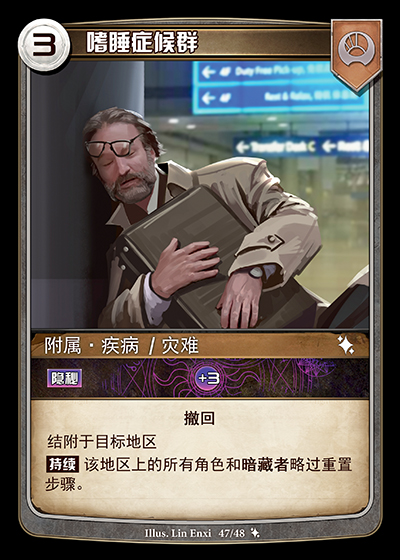 3 嗜睡症候群
← 4F Duty Free Pick-up,
← 4F Rest & Relax,
← Transfer Desk C
← Rest &
附属·疾病 / 灾难
隐秘 +3
撤回
结附于目标地区
持续 该地区上的所有角色和暗藏者略过重置
步骤。
Illus. Lin Enxi 47/48